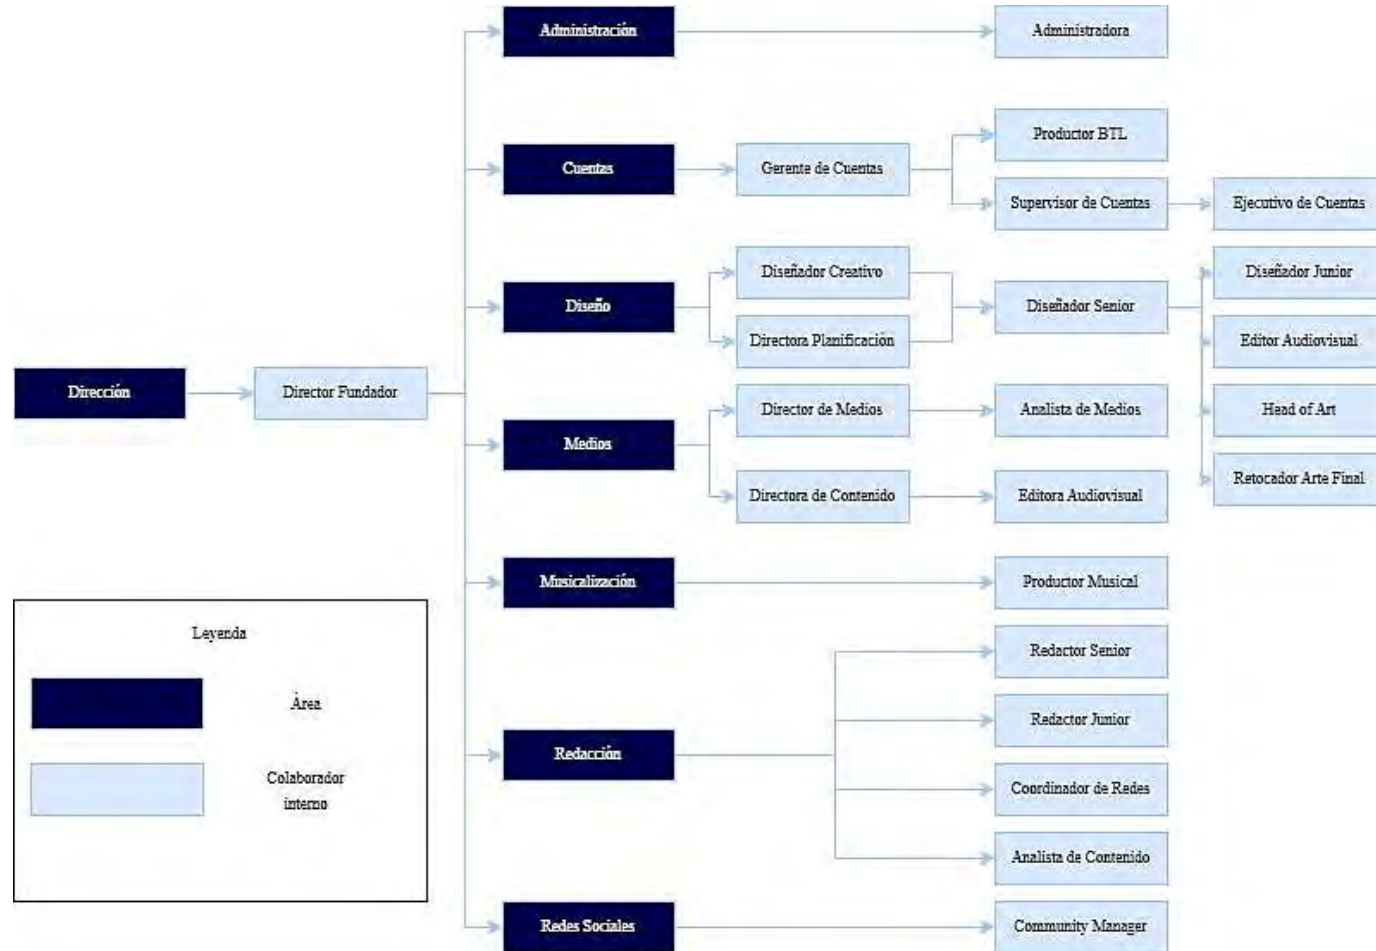 Administración
Administradora
Productor BTL
Cuentas
Gerente de Cuentas
Supervisor de Cuentas
Ejecutivo de Cuentas
Diseñador Creativo
Diseñador Junior
Diseño
Diseñador Senior
Directora Planificación
Editor Audiovisual
Dirección
Director Fundador
Director de Medios
Analista de Medios
Head of Art
Medios
Retocador Arte Final
Directora de Contenido
Editora Audiovisual
Musicalización
Productor Musical
Leyenda
Área
Colaborador
interno
Redactor Senior
Redactor Junior
Redacción
Coordinador de Redes
Analista de Contenido
Redes Sociales
Community Manager